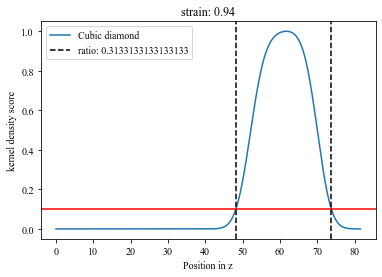 strain: 0.94
Cubic diamond
ratio: 0.3133133133133133
kernel density score
1.0
0.8
0.6
0.4
0.2
0.0
0 10 20 30 40 50 60 70 80
Position in z